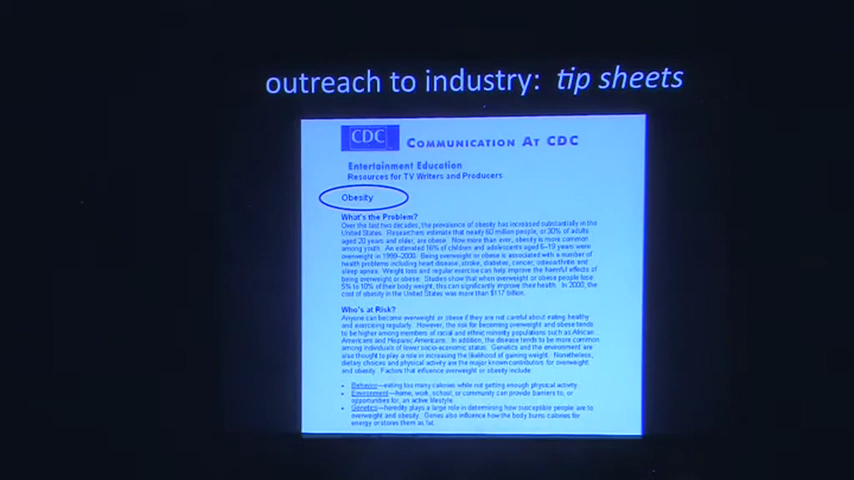 outreach to industry: tip sheets
CDC
COMMUNICATION AT CDC
Entertainment Education
Resources for TV Writers and Producers
Obesity
What's the Problem?
Over the last two decades, the prevalence of obesity has increased substantially in the
United States. Researchers estimate that nearly 60 million people, or 30% of adults
aged 20 years and older, are obese. Now more than ever, obesity is more common
among youth. An estimated 16% of children and adolescents aged 6-19 years were
overweight in 1999-2000. Being overweight or obese is associated with a number of
health problems including heart disease, stroke, diabetes, cancer, osteoarthritis and
sleep apnea. Weight loss and regular exercise can help improve the harmful effects of
being overweight or obese. Studies show that when overweight or obese people lose
5% to 10% of their body weight, this can significantly improve their health. In 2000, the
cost of obesity in the United States was more than $117 billion.
Who's at Risk?
Anyone can become overweight or obese if they are not careful about eating healthy
and exercising regularly. However, the risk for becoming overweight and obese tends
to be higher among members of racial and ethnic minority populations such as African
Americans and Hispanic Americans. In addition, the disease tends to be more common
among individuals of lower socio-economic status. Genetics and the environment are
also thought to play a role in increasing the likelihood of gaining weight. Nonetheless,
dietary choices and physical activity are the major known contributors for overweight
and obesity. Factors that influence overweight or obesity include:
• Behavior—eating too many calories while not getting enough physical activity.
• Environment—home, work, school, or community can provide barriers to, or
opportunities for, an active lifestyle.
• Genetics—heredity plays a large role in determining how susceptible people are to
overweight and obesity. Genes also influence how the body burns calories for
energy or stores them as fat.